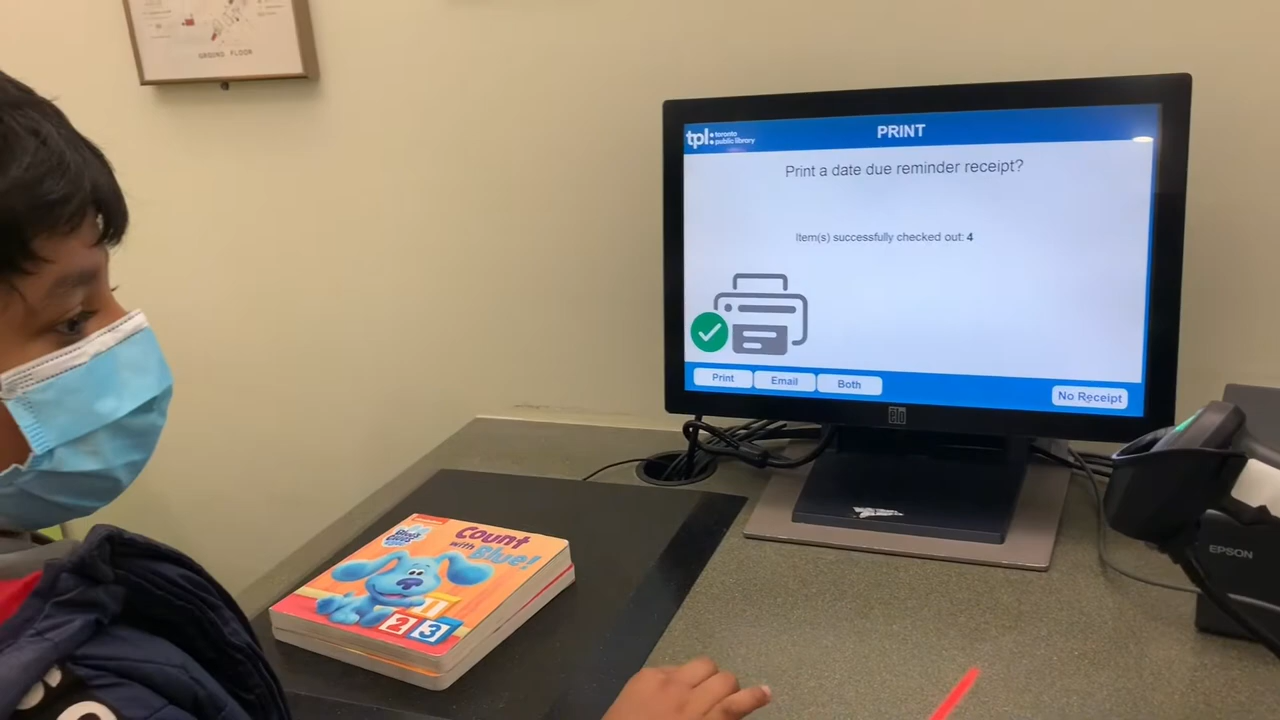 GROUND FLOOR
tpl: toronto
public library
PRINT
Print a date due reminder receipt?
Item(s) successfully checked out: 4
Print
Email
Both
No Receipt
elo
EPSON
Count
with
Blue!
1
2 3